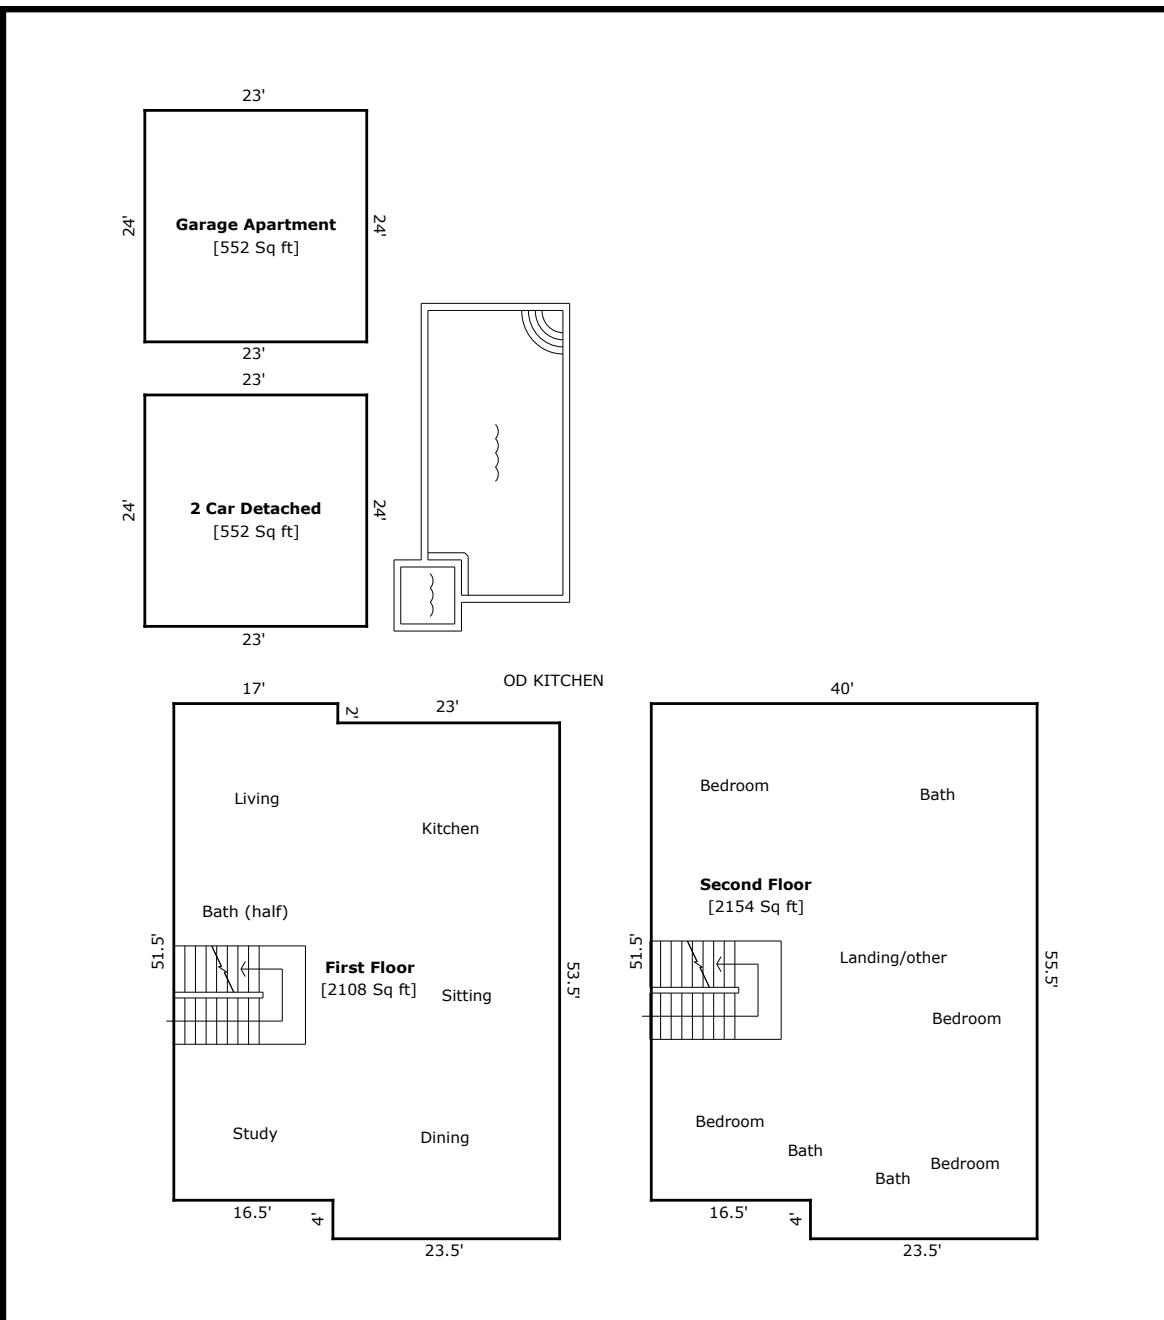 23'
24'
Garage Apartment
[552 Sq ft]
24'
23'
23'
24'
2 Car Detached
[552 Sq ft]
24'
23'
OD KITCHEN
17'
2'
23'
Living
Kitchen
Bath (half)
51.5'
First Floor
[2108 Sq ft]
Sitting
53.5'
Study
Dining
16.5'
4'
23.5'
40'
Bedroom
Bath
Second Floor
[2154 Sq ft]
51.5'
Landing/other
55.5'
Bedroom
Bedroom
Bath
Bath
Bedroom
16.5'
4'
23.5'